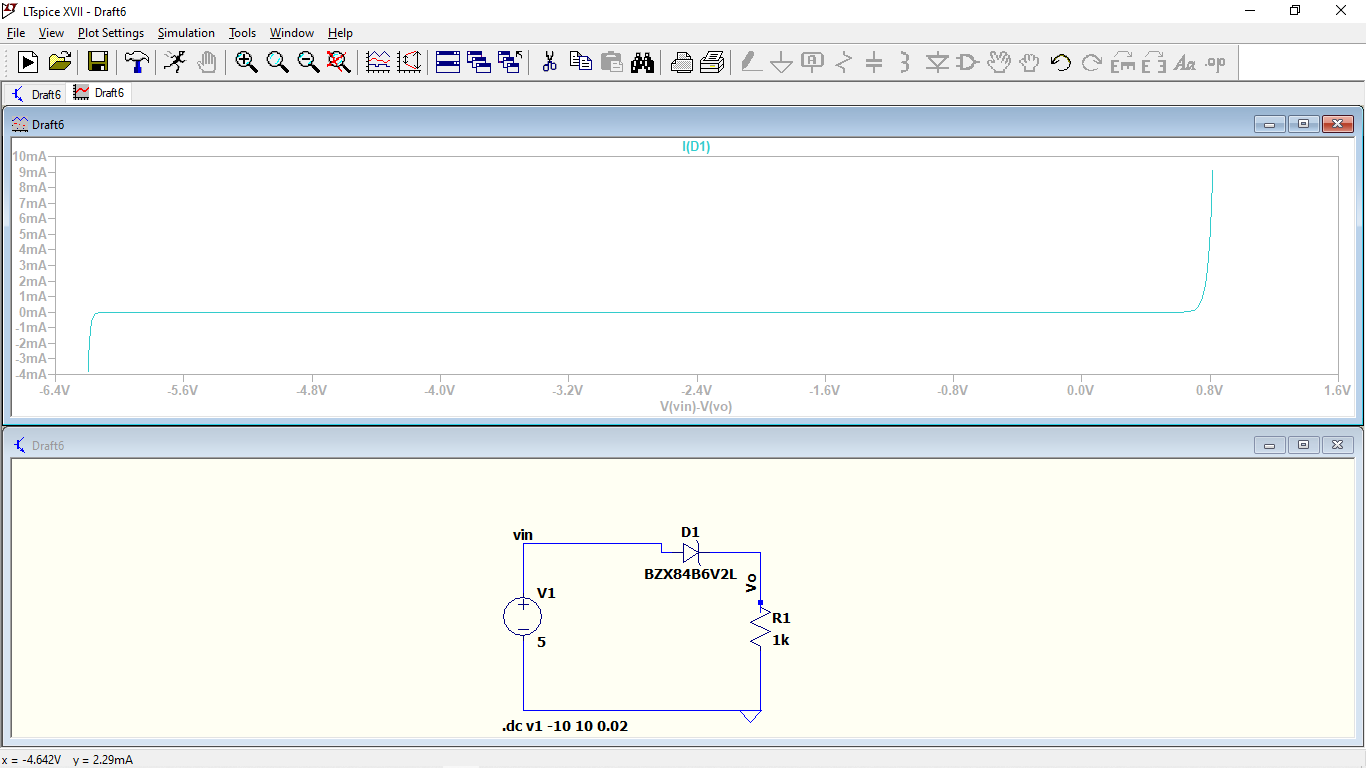 LTspice XVII - Draft6
File View Plot Settings Simulation Tools Window Help
A Aa .op
Draft6 Draft6
Draft6
I(D1)
10mA
9mA
8mA
7mA
6mA
5mA
4mA
3mA
2mA
1mA
0mA
-1mA
-2mA
-3mA
-4mA
-6.4V -5.6V -4.8V -4.0V -3.2V -2.4V -1.6V -0.8V 0.0V 0.8V 1.6V
V(vin)-V(vo)
Draft6
vin
D1
BZX84B6V2L
Vo
V1
5
R1
1k
.dc v1 -10 10 0.02
x = -4.642V y = 2.29mA